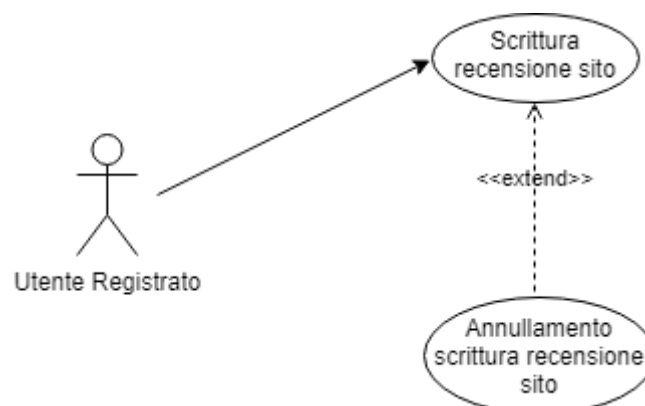 Scrittura
recensione sito
<<extend>>
Utente Registrato
Annullamento
scrittura recensione
sito